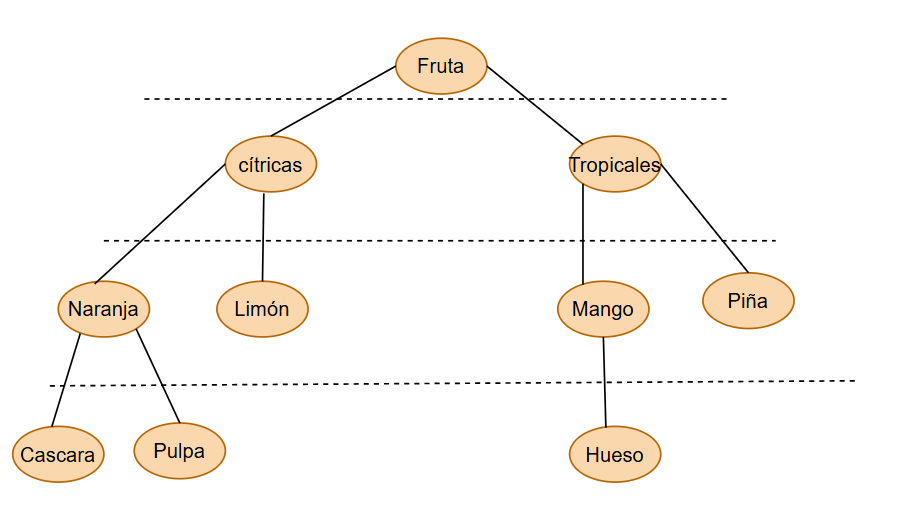 Fruta
cítricas
Tropicales
Naranja
Limón
Mango
Piña
Cascara
Pulpa
Hueso